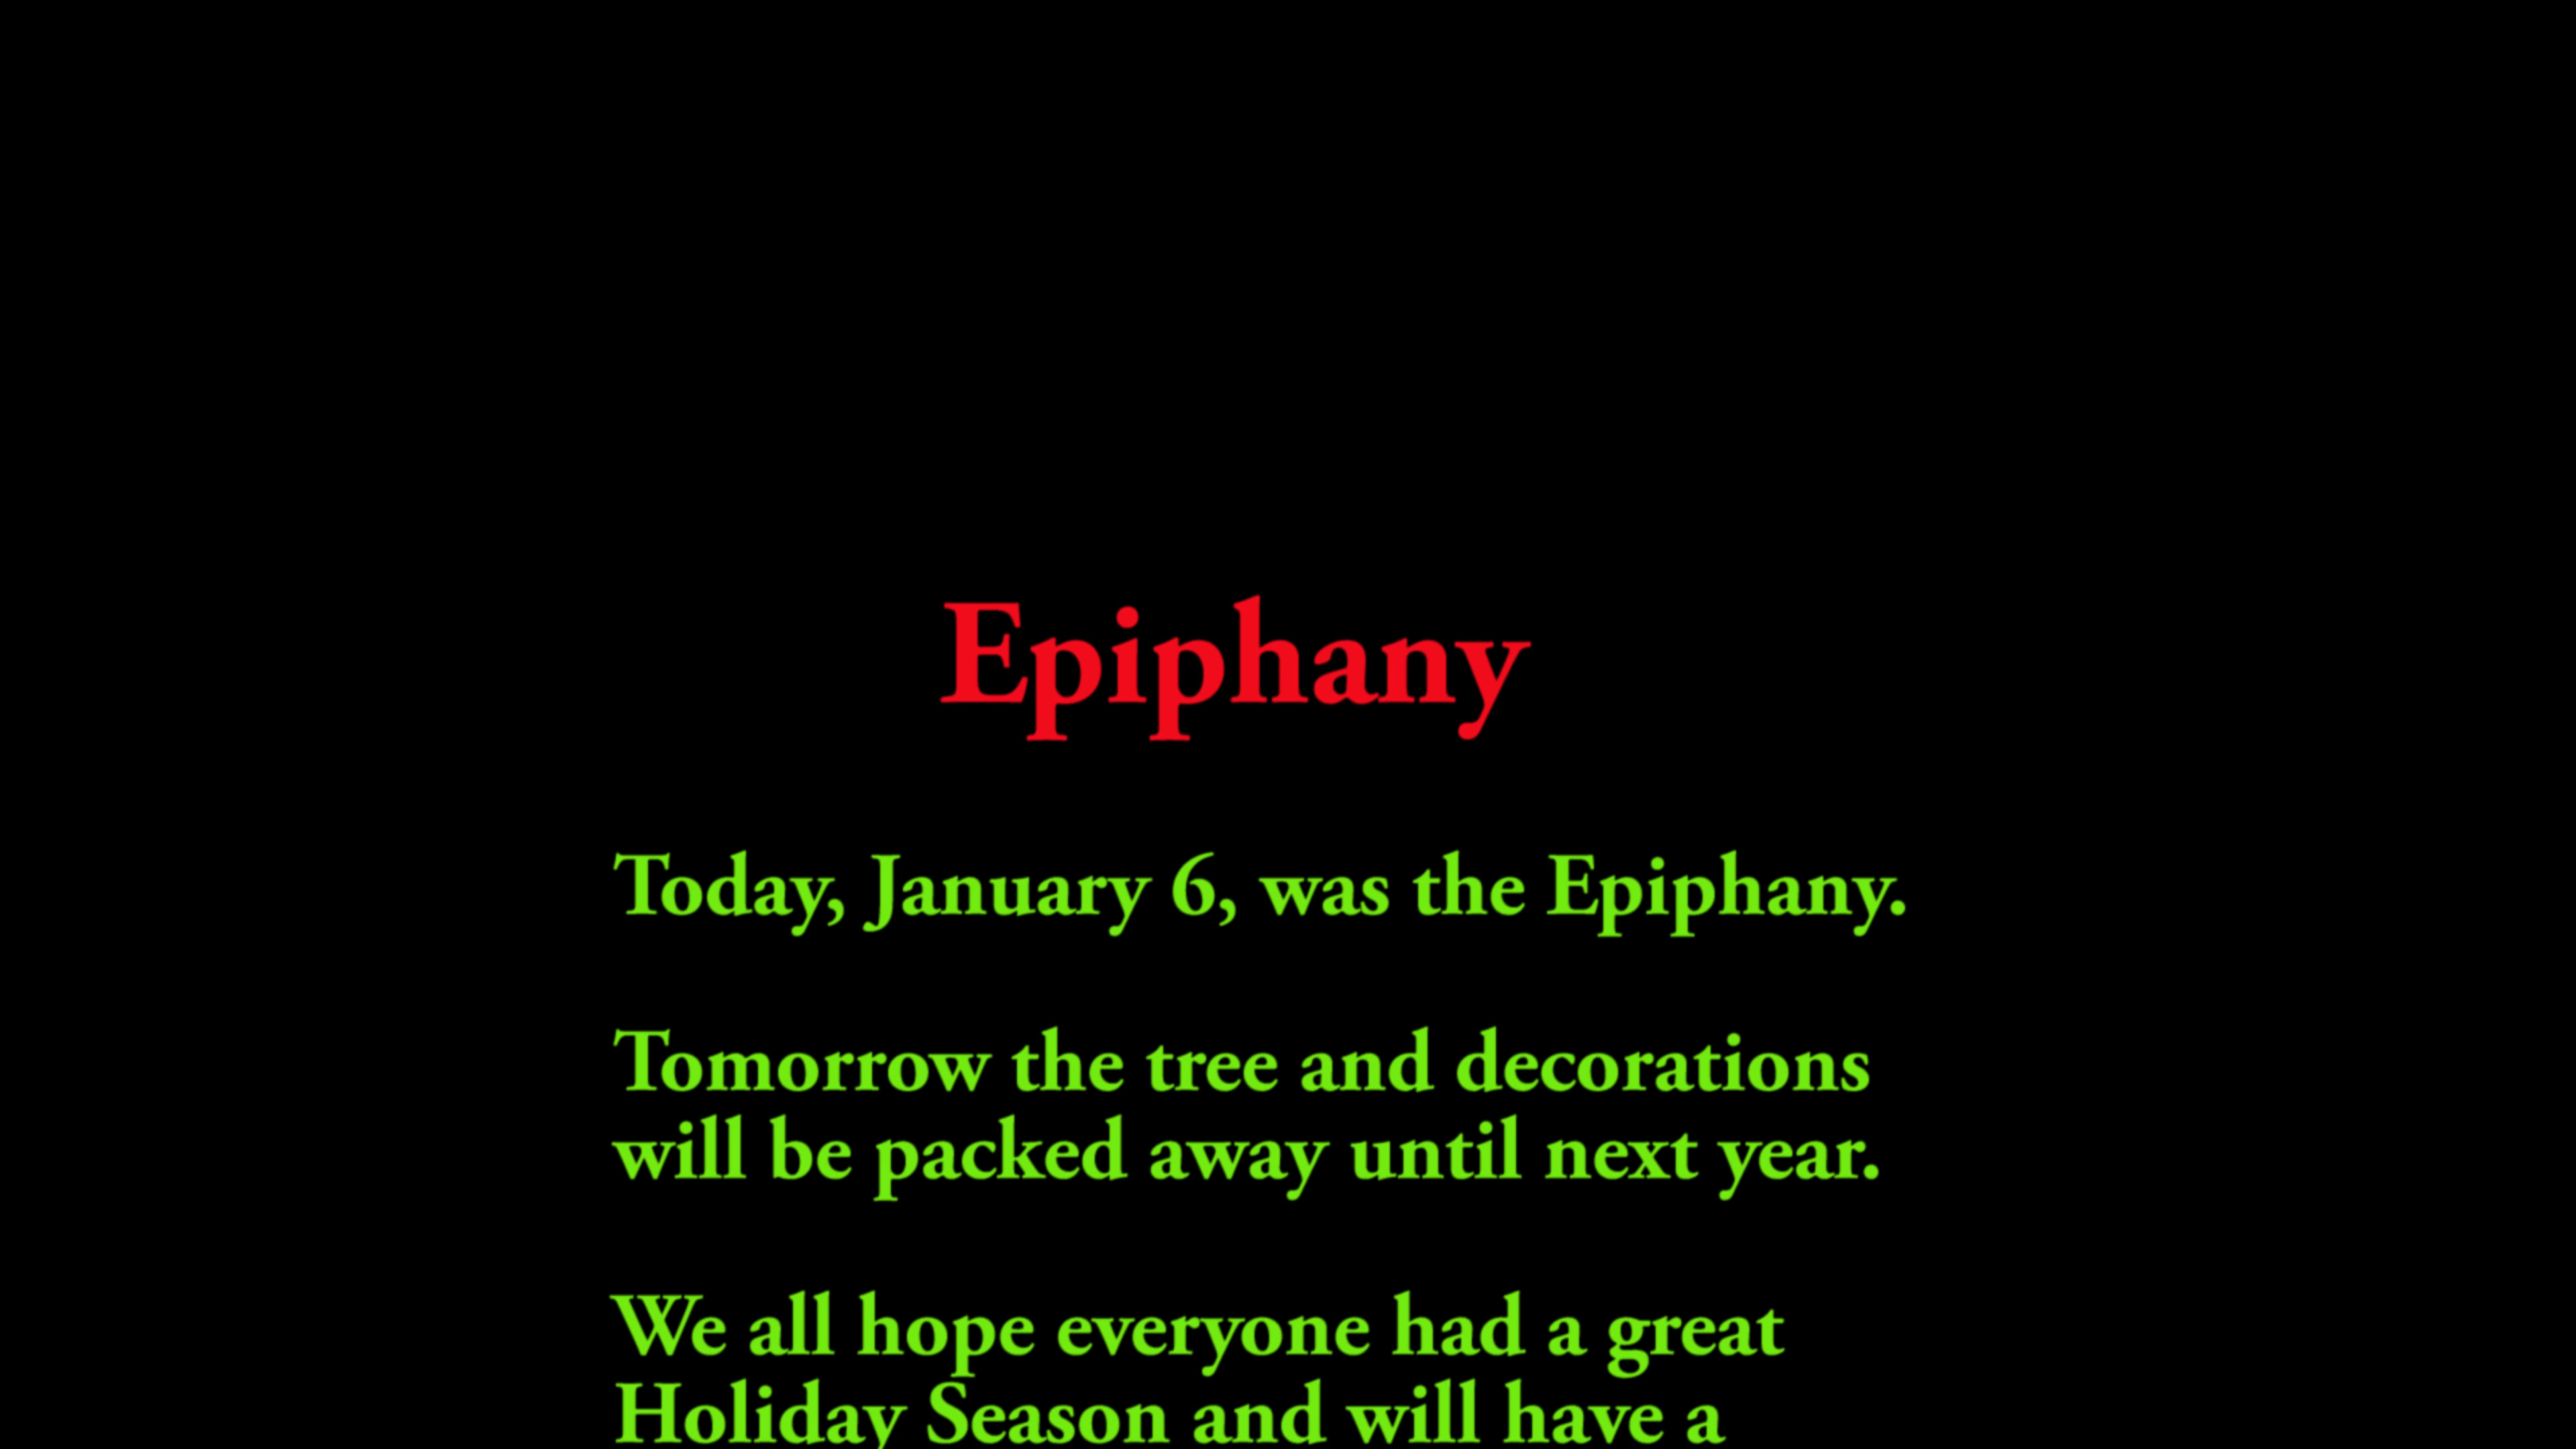 Epiphany
Today, January 6, was the Epiphany.
Tomorrow the tree and decorations
will be packed away until next year.
We all hope everyone had a great
Holiday Season and will have a